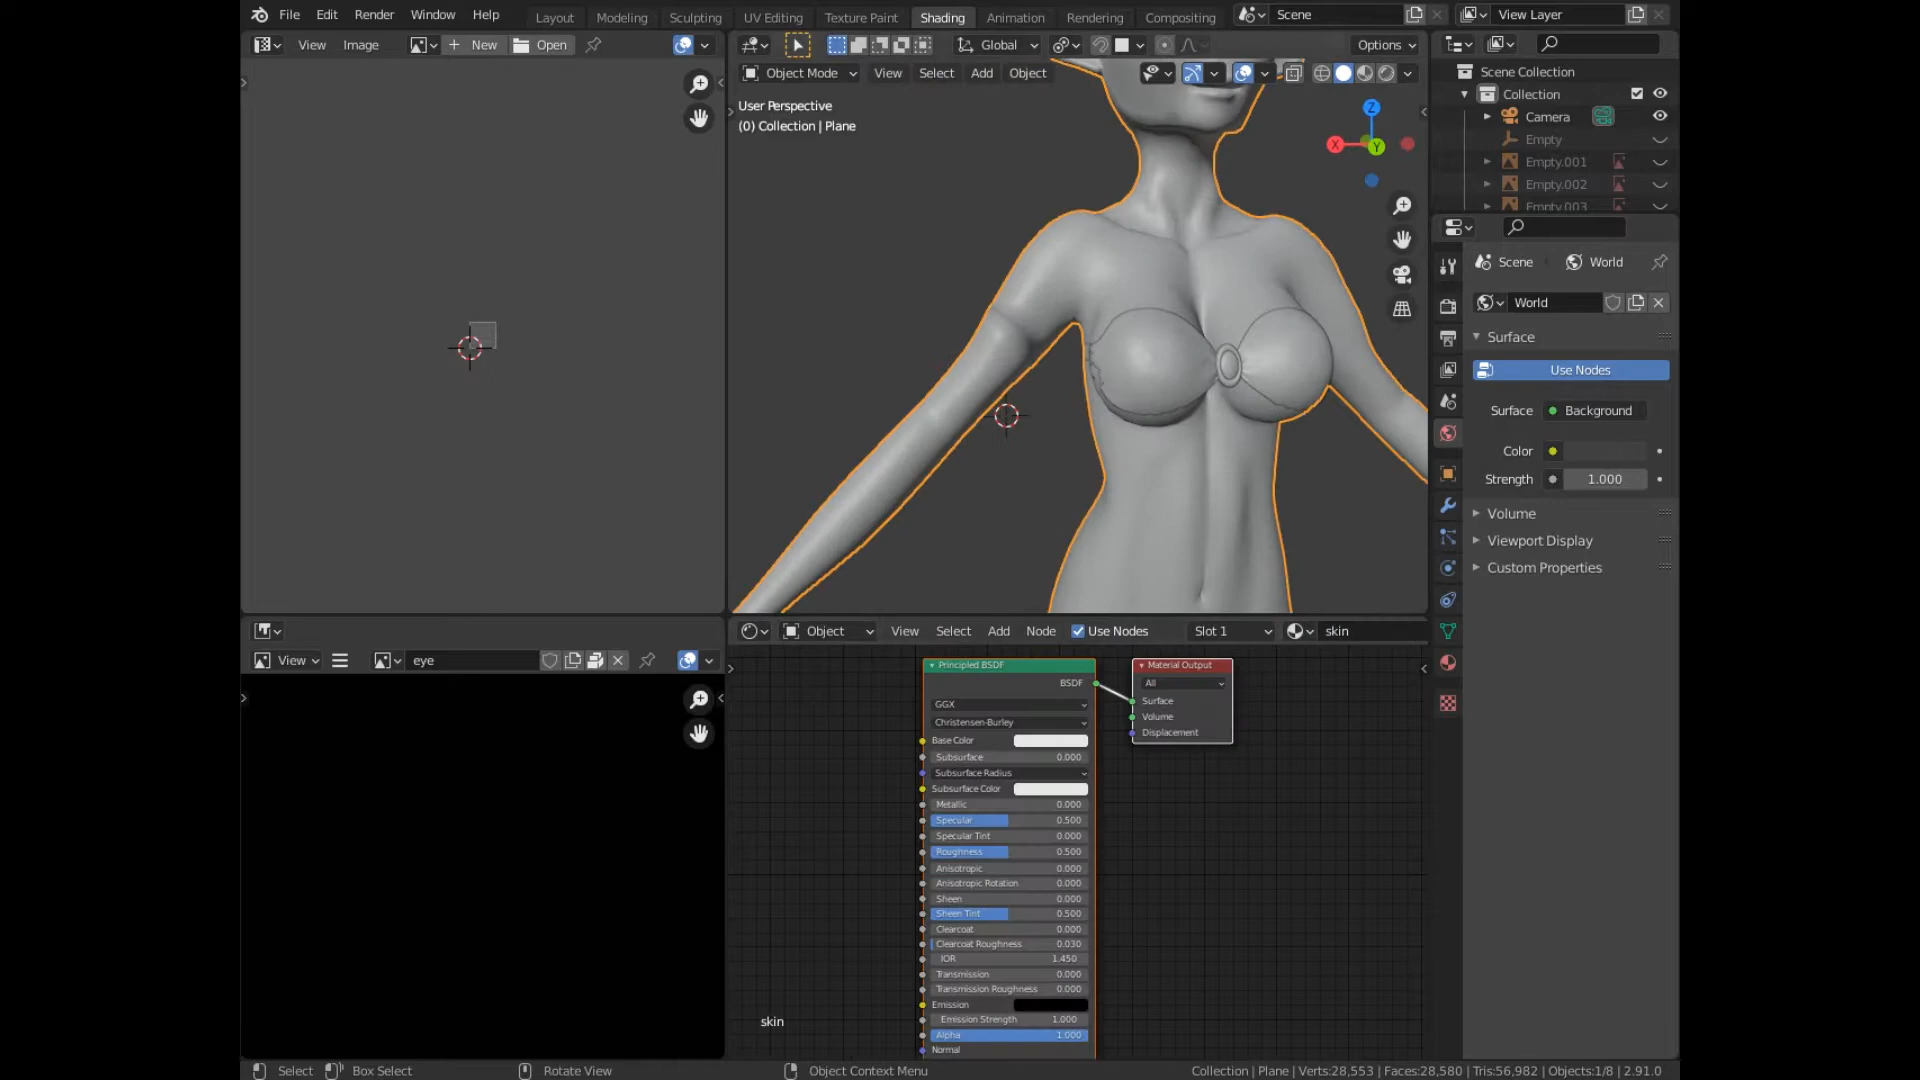 File Edit Render Window Help Layout Modeling Sculpting UV Editing Texture Paint Shading Animation Rendering Compositing Scene View Layer
View Image New Open Global Options
Object Mode View Select Add Object
User Perspective
(0) Collection | Plane
Z
X
Y
Scene Collection
Collection
Camera
Empty
Empty.001
Empty.002
Empty.003
Scene World
World
Surface
Use Nodes
Surface Background
Color
Strength 1.000
Volume
Viewport Display
Custom Properties
View eye
Object View Select Add Node Use Nodes Slot 1 skin
Principled BSDF
BSDF
GGX
Christensen-Burley
Base Color
Subsurface 0.000
Subsurface Radius
Subsurface Color
Metallic 0.000
Specular 0.500
Specular Tint 0.000
Roughness 0.500
Anisotropic 0.000
Anisotropic Rotation 0.000
Sheen 0.000
Sheen Tint 0.500
Clearcoat 0.000
Clearcoat Roughness 0.030
IOR 1.450
Transmission 0.000
Transmission Roughness 0.000
Emission
Emission Strength 1.000
Alpha 1.000
Normal
Material Output
All
Surface
Volume
Displacement
skin
Select Box Select Rotate View Object Context Menu Collection | Plane | Verts:28,553 | Faces:28,580 | Tris:56,982 | Objects:1/8 | 2.91.0